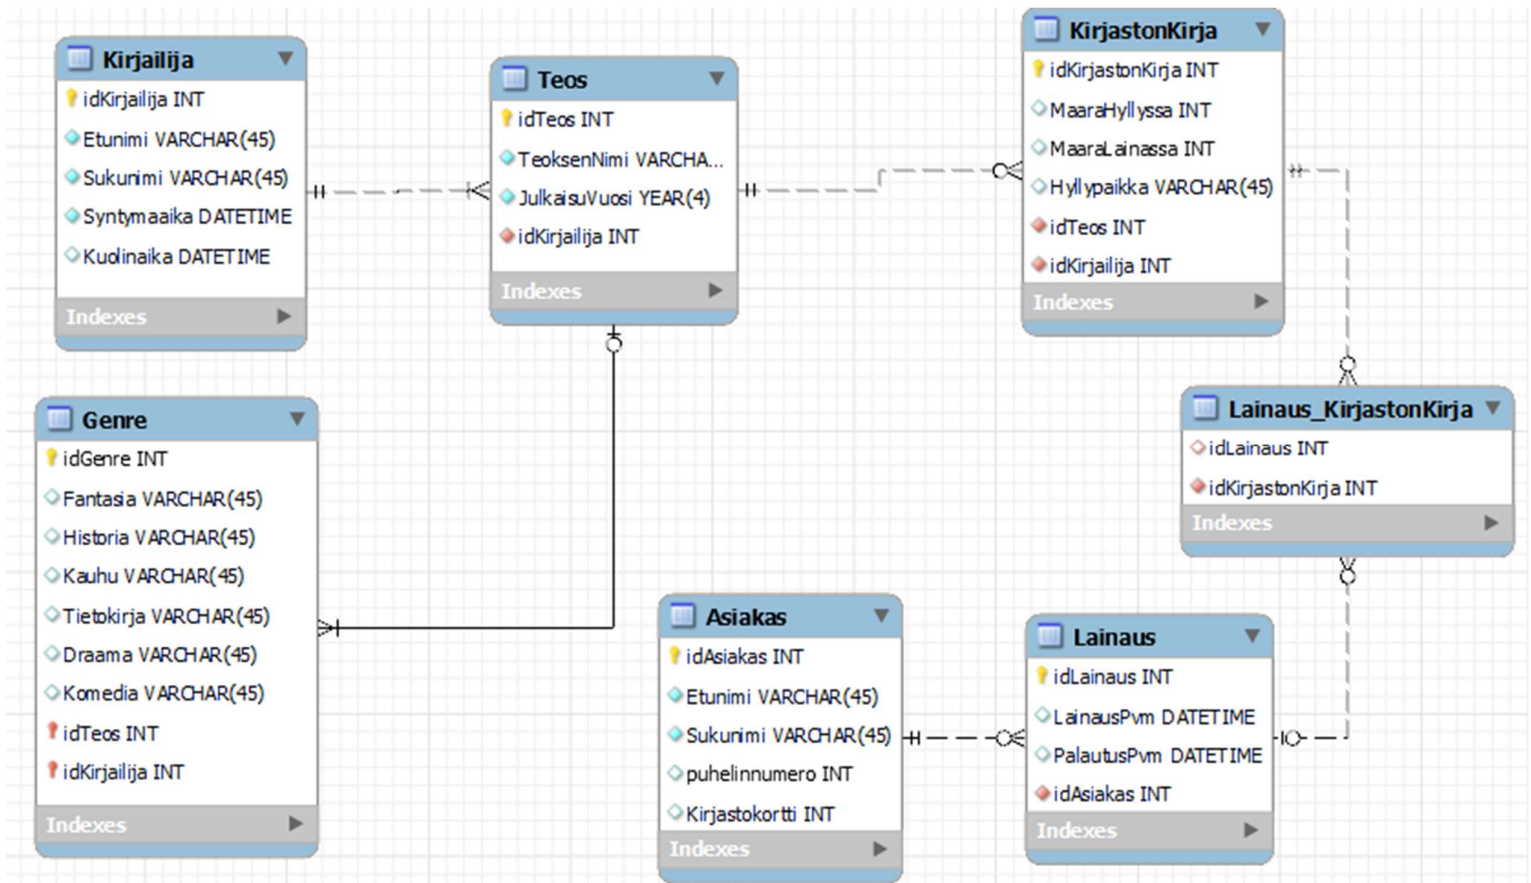 Kirjailija
idKirjailija INT
Etunimi VARCHAR(45)
Sukunimi VARCHAR(45)
Syntymaaika DATETIME
Kuolinaika DATETIME
Indexes
Teos
idTeos INT
TeoksenNimi VARCHA...
JulkaisuVuosi YEAR(4)
idKirjailija INT
Indexes
KirjastonKirja
idKirjastonKirja INT
MaaraHyllyssa INT
MaaraLainassa INT
Hyllypaikka VARCHAR(45)
idTeos INT
idKirjailija INT
Indexes
Genre
idGenre INT
Fantasia VARCHAR(45)
Historia VARCHAR(45)
Kauhu VARCHAR(45)
Tietokirja VARCHAR(45)
Draama VARCHAR(45)
Komedia VARCHAR(45)
idTeos INT
idKirjailija INT
Indexes
Lainaus_KirjastonKirja
idLainaus INT
idKirjastonKirja INT
Indexes
Asiakas
idAsiakas INT
Etunimi VARCHAR(45)
Sukunimi VARCHAR(45)
puhelinnumero INT
Kirjastokortti INT
Indexes
Lainaus
idLainaus INT
LainausPvm DATETIME
PalautusPvm DATETIME
idAsiakas INT
Indexes